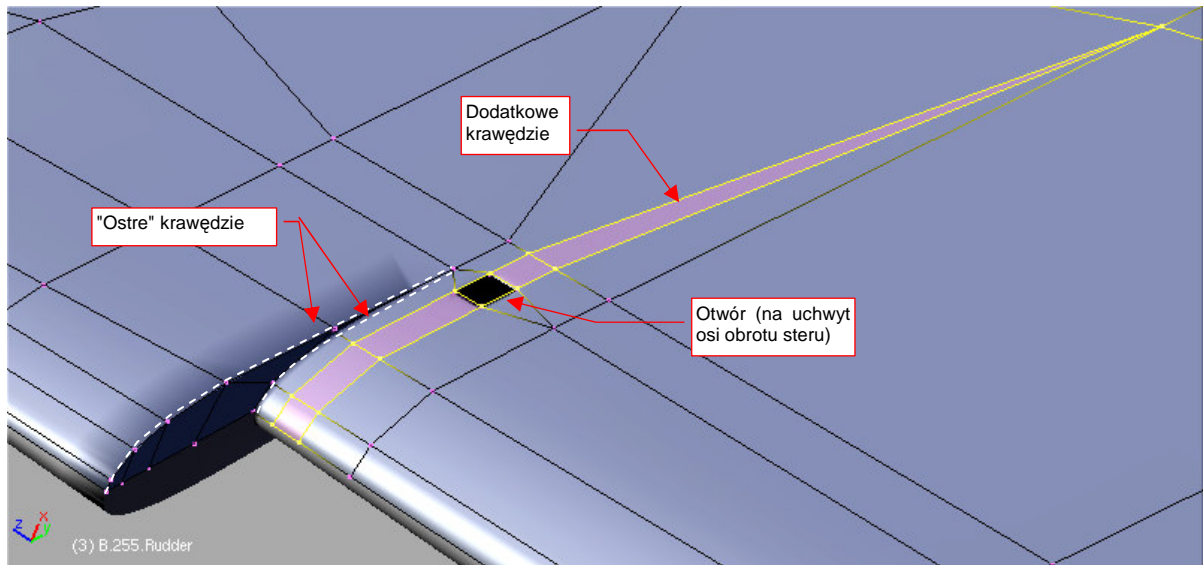 Dodatkowe
krawędzie
"Ostre" krawędzie
Otwór (na uchwyt
osi obrotu steru)
z x y
(3) B.255.Rudder